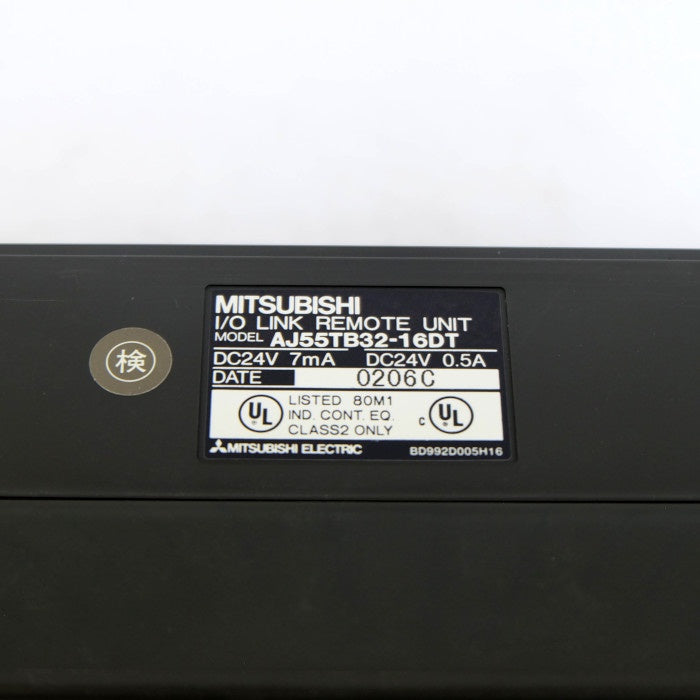 MITSUBISHI
I/O LINK REMOTE UNIT
MODEL AJ55TB32-16DT
DC24V 7mA DC24V 0.5A
DATE 0206C
検
UL LISTED 80M1
IND. CONT. EQ.
CLASS2 ONLY
c UL
MITSUBISHI ELECTRIC BD992D005H16